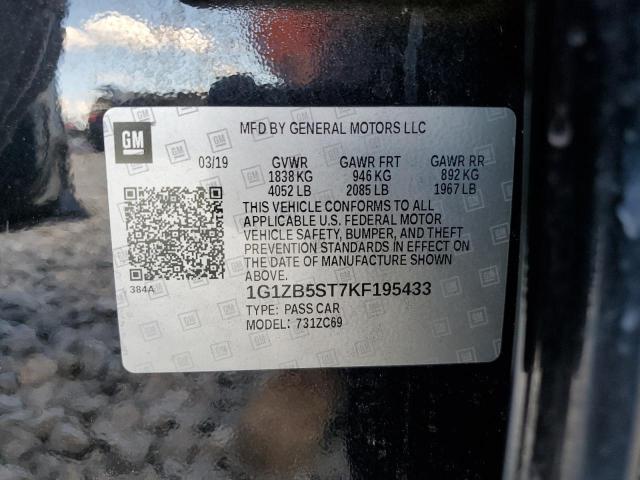 GM
MFD BY GENERAL MOTORS LLC
03/19 GVWR GAWR FRT GAWR RR
1838 KG 946 KG 892 KG
4052 LB 2085 LB 1967 LB
THIS VEHICLE CONFORMS TO ALL
APPLICABLE U.S. FEDERAL MOTOR
VEHICLE SAFETY, BUMPER, AND THEFT
PREVENTION STANDARDS IN EFFECT ON
THE DATE OF MANUFACTURE SHOWN
ABOVE.
384A
1G1ZB5ST7KF195433
TYPE: PASS CAR
MODEL: 731ZC69